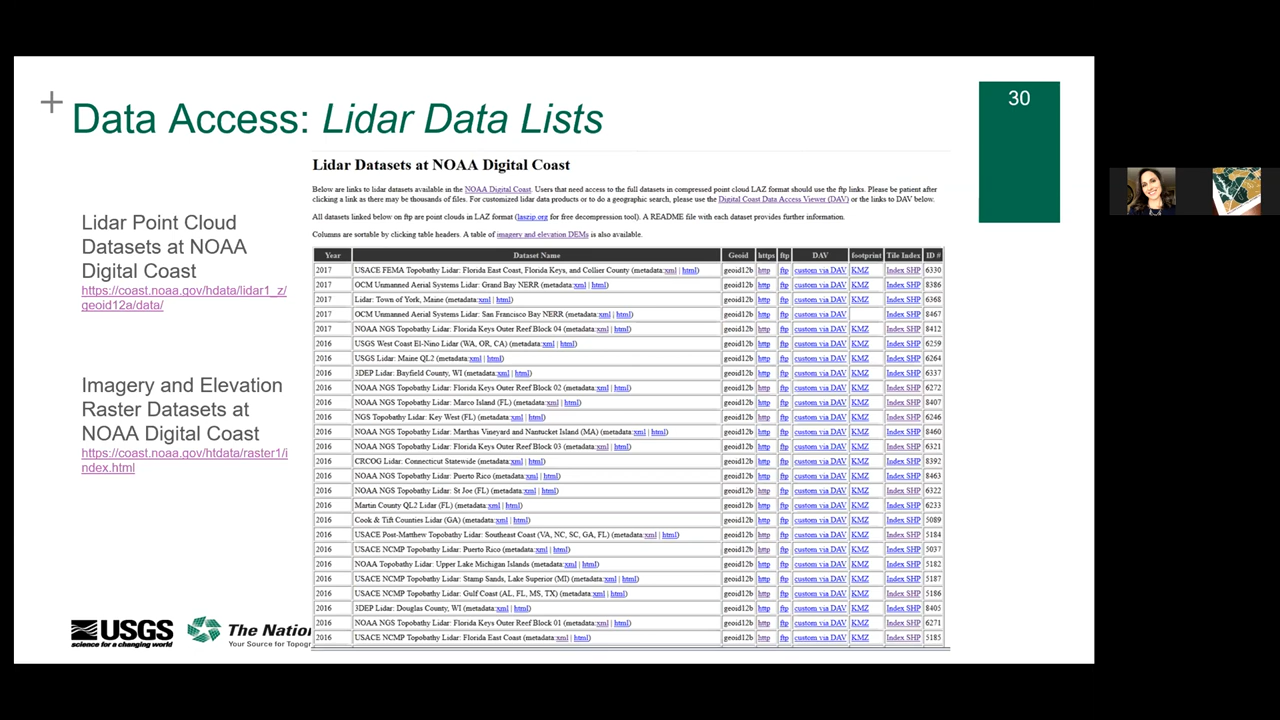 +
Data Access: Lidar Data Lists
30
Lidar Point Cloud
Datasets at NOAA
Digital Coast
https://coast.noaa.gov/hdata/lidar1_z/
geoid12a/data/
Imagery and Elevation
Raster Datasets at
NOAA Digital Coast
https://coast.noaa.gov/htdata/raster1/i
ndex.html
Lidar Datasets at NOAA Digital Coast
Below are links to lidar datasets available in the NOAA Digital Coast. Users that need access to the full datasets in compressed point cloud LAZ format should use the ftp links. Please be patient after
clicking a link as there may be thousands of files. For customized lidar data products or to do a geographic search, please use the Digital Coast Data Access Viewer (DAV) or the links to DAV below.
All datasets linked below on ftp are point clouds in LAZ format (laszip.org for free decompression tool). A README file with each dataset provides further information.
Columns are sortable by clicking table headers. A table of imagery and elevation DEMs is also available.
Year Dataset Name Geoid https ftp DAV footprint Tile Index ID #
2017 USACE FEMA Topobathy Lidar: Florida East Coast, Florida Keys, and Collier County (metadata:xml | html) geoid12b http ftp custom via DAV KMZ Index SHP 6330
2017 OCM Unmanned Aerial Systems Lidar: Grand Bay NERR (metadata:xml | html) geoid12b http ftp custom via DAV KMZ Index SHP 8386
2017 Lidar: Town of York, Maine (metadata:xml | html) geoid12b http ftp custom via DAV KMZ Index SHP 6368
2017 OCM Unmanned Aerial Systems Lidar: San Francisco Bay NERR (metadata:xml | html) geoid12b http ftp custom via DAV Index SHP 8467
2017 NOAA NGS Topobathy Lidar: Florida Keys Outer Reef Block 04 (metadata:xml | html) geoid12b http ftp custom via DAV KMZ Index SHP 8412
2016 USGS West Coast El-Nino Lidar (WA, OR, CA) (metadata:xml | html) geoid12b http ftp custom via DAV KMZ Index SHP 6259
2016 USGS Lidar: Maine QL2 (metadata:xml | html) geoid12b http ftp custom via DAV KMZ Index SHP 6264
2016 3DEP Lidar: Bayfield County, WI (metadata:xml | html) geoid12b http ftp custom via DAV KMZ Index SHP 6337
2016 NOAA NGS Topobathy Lidar: Florida Keys Outer Reef Block 02 (metadata:xml | html) geoid12b http ftp custom via DAV KMZ Index SHP 6272
2016 NOAA NGS Topobathy Lidar: Marco Island (FL) (metadata:xml | html) geoid12b http ftp custom via DAV KMZ Index SHP 8407
2016 NGS Topobathy Lidar: Key West (FL) (metadata:xml | html) geoid12b http ftp custom via DAV KMZ Index SHP 6246
2016 NOAA NGS Topobathy Lidar: Marthas Vineyard and Nantucket Island (MA) (metadata:xml | html) geoid12b http ftp custom via DAV KMZ Index SHP 8460
2016 NOAA NGS Topobathy Lidar: Florida Keys Outer Reef Block 03 (metadata:xml | html) geoid12b http ftp custom via DAV KMZ Index SHP 6321
2016 CRCOG Lidar: Connecticut Statewide (metadata:xml | html) geoid12b http ftp custom via DAV KMZ Index SHP 8392
2016 NOAA NGS Topobathy Lidar: Puerto Rico (metadata:xml | html) geoid12b http ftp custom via DAV KMZ Index SHP 8463
2016 NOAA NGS Topobathy Lidar: St Joe (FL) (metadata:xml | html) geoid12b http ftp custom via DAV KMZ Index SHP 6322
2016 Martin County QL2 Lidar (FL) (metadata:xml | html) geoid12b http ftp custom via DAV KMZ Index SHP 6233
2016 Cook & Tift Counties Lidar (GA) (metadata:xml | html) geoid12b http ftp custom via DAV KMZ Index SHP 5089
2016 USACE Post-Matthew Topobathy Lidar: Southeast Coast (VA, NC, SC, GA, FL) (metadata:xml | html) geoid12b http ftp custom via DAV KMZ Index SHP 5184
2016 USACE NCMP Topobathy Lidar: Puerto Rico (metadata:xml | html) geoid12b http ftp custom via DAV KMZ Index SHP 5037
2016 NOAA Topobathy Lidar: Upper Lake Michigan Islands (metadata:xml | html) geoid12b http ftp custom via DAV KMZ Index SHP 5182
2016 USACE NCMP Topobathy Lidar: Stamp Sands, Lake Superior (MI) (metadata:xml | html) geoid12b http ftp custom via DAV KMZ Index SHP 5187
2016 USACE NCMP Topobathy Lidar: Gulf Coast (AL, FL, MS, TX) (metadata:xml | html) geoid12b http ftp custom via DAV KMZ Index SHP 5186
2016 3DEP Lidar: Douglas County, WI (metadata:xml | html) geoid12b http ftp custom via DAV KMZ Index SHP 8405
2016 NOAA NGS Topobathy Lidar: Florida Keys Outer Reef Block 01 (metadata:xml | html) geoid12b http ftp custom via DAV KMZ Index SHP 6271
2016 USACE NCMP Topobathy Lidar: Florida East Coast (metadata:xml | html) geoid12b http ftp custom via DAV KMZ Index SHP 5185
USGS
science for a changing world
The Nation
Your Source for Topogr